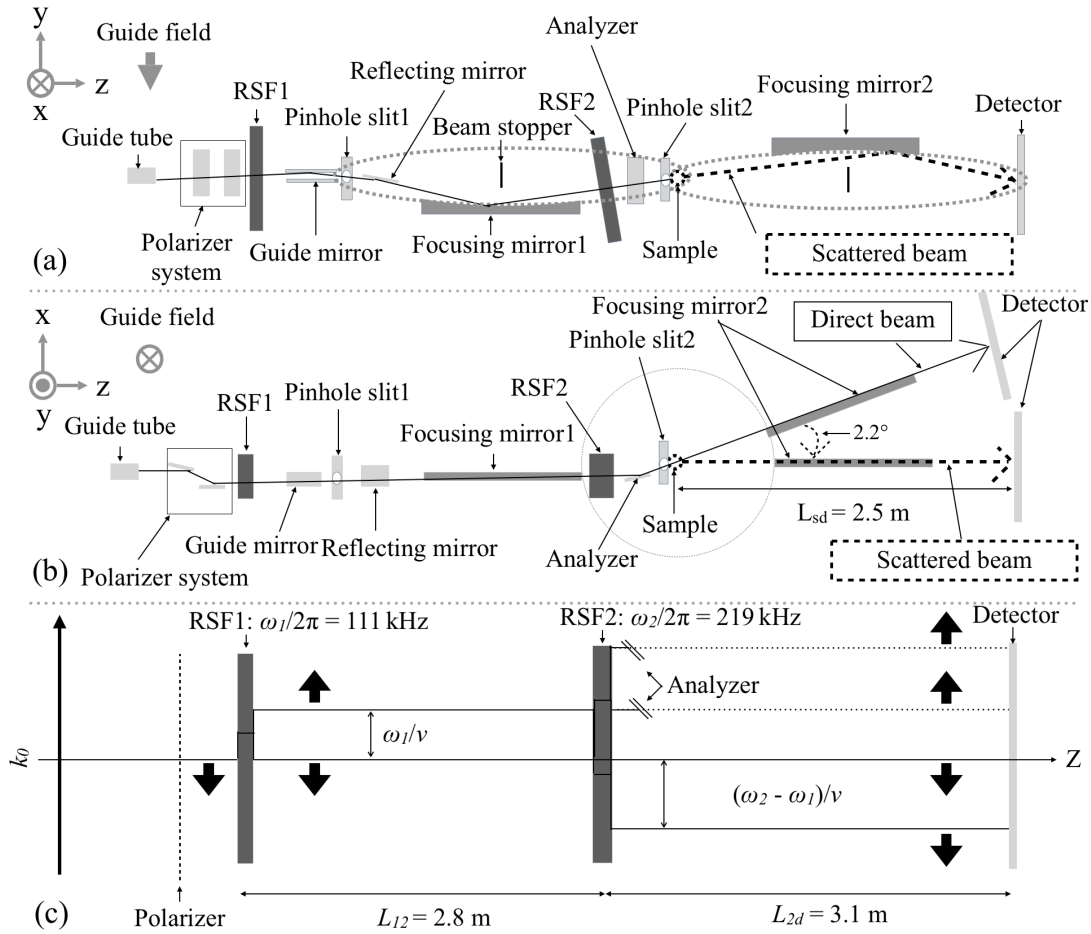 y
Guide field
z
x
Guide tube
RSF1
Pinhole slit1
Reflecting mirror
Beam stopper
Analyzer
RSF2
Pinhole slit2
Focusing mirror2
Detector
Polarizer
system
Guide mirror
Focusing mirror1
Sample
Scattered beam
(a)
x
Guide field
z
y
Guide tube
RSF1
Pinhole slit1
Focusing mirror1
RSF2
Pinhole slit2
Focusing mirror2
Direct beam
Detector
2.2°
Sample
Lsd = 2.5 m
Guide mirror
Reflecting mirror
Analyzer
Scattered beam
Polarizer system
(b)
RSF1: ω1/2π = 111 kHz
RSF2: ω2/2π = 219 kHz
Detector
Analyzer
ω1/v
k0
Z
(ω2 - ω1)/v
Polarizer
L12 = 2.8 m
L2d = 3.1 m
(c)